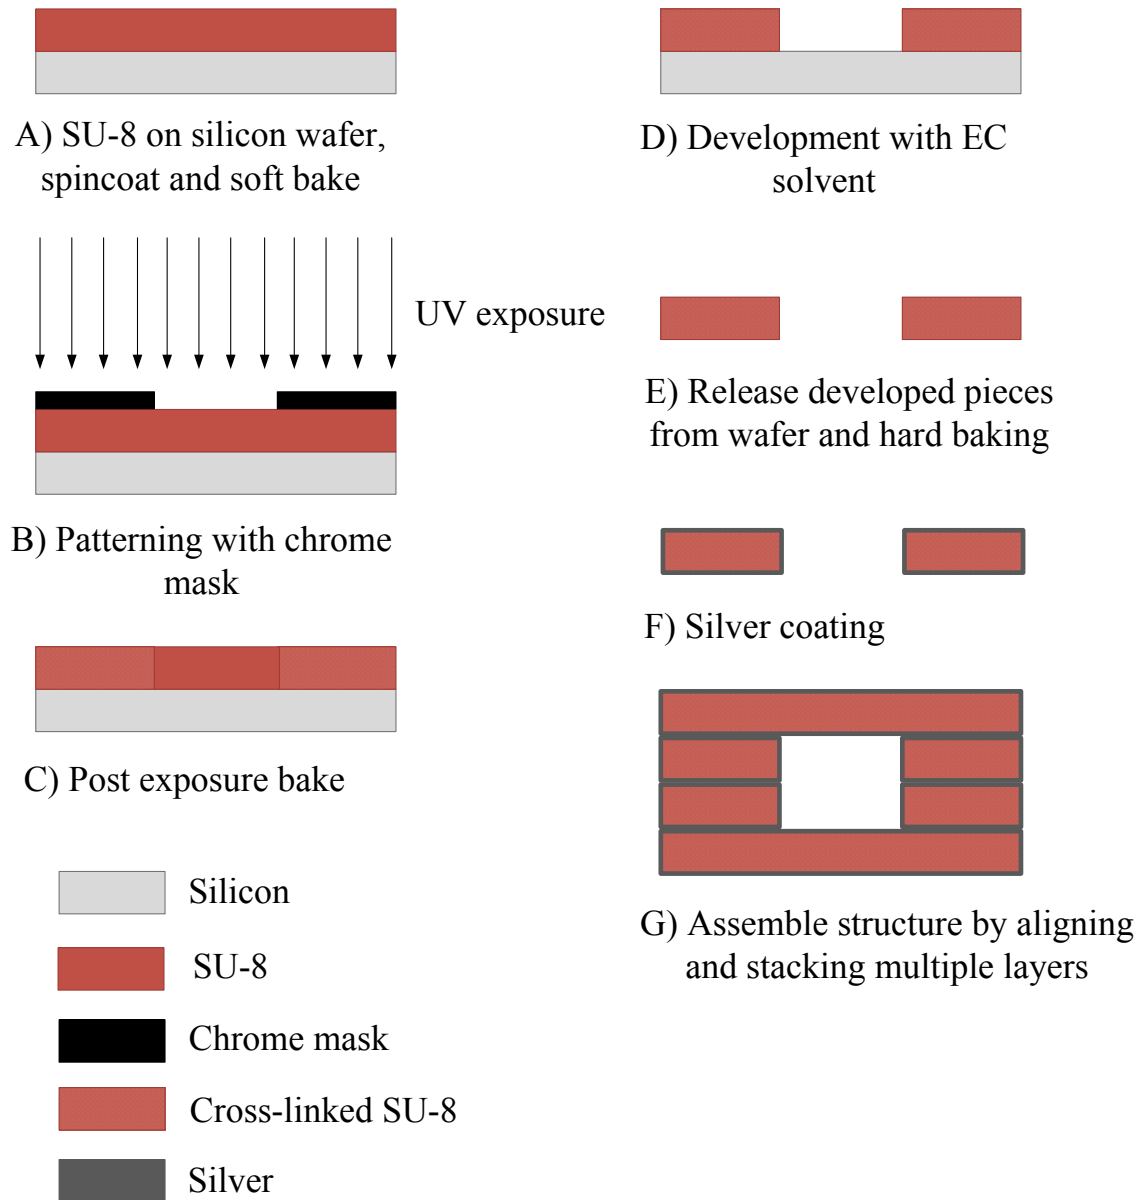 A) SU-8 on silicon wafer,
spincoat and soft bake
UV exposure
B) Patterning with chrome
mask
C) Post exposure bake
Silicon
SU-8
Chrome mask
Cross-linked SU-8
Silver
D) Development with EC
solvent
E) Release developed pieces
from wafer and hard baking
F) Silver coating
G) Assemble structure by aligning
and stacking multiple layers